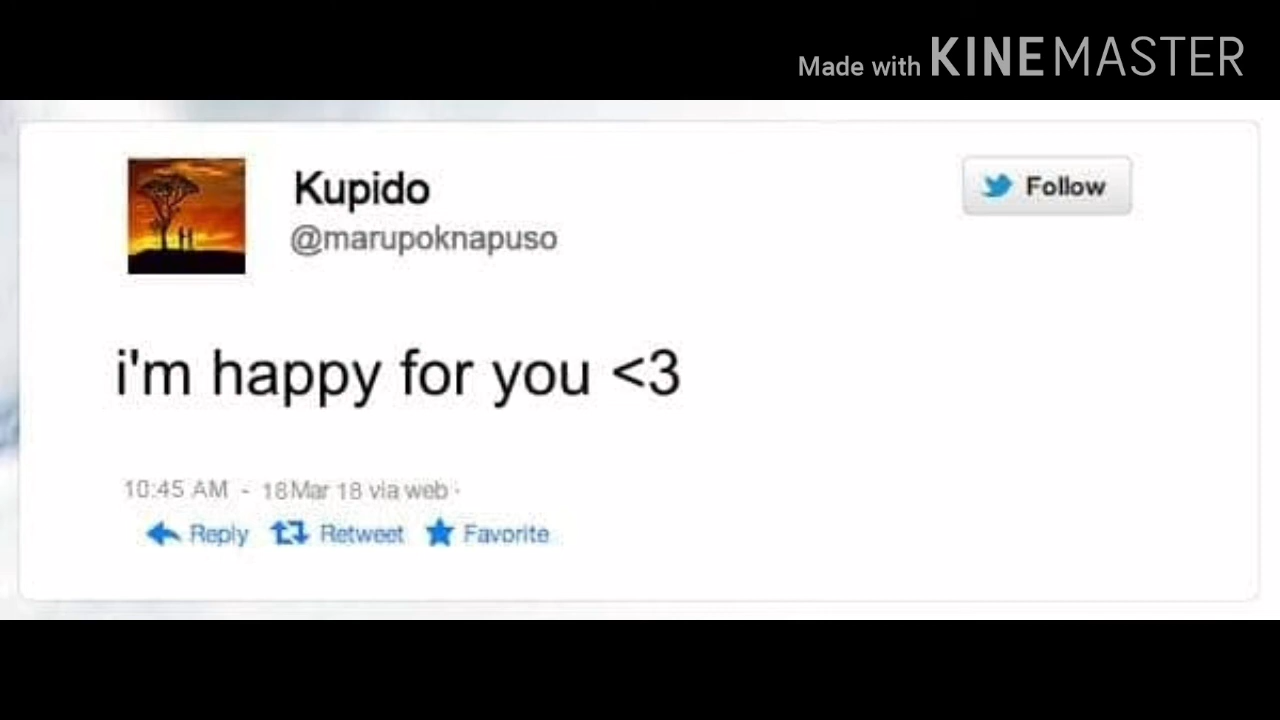 Made with KINEMASTER
Kupido
Follow
@marupoknapuso
i'm happy for you <3
10:45 AM - 18 Mar 18 via web ·
Reply Retweet Favorite